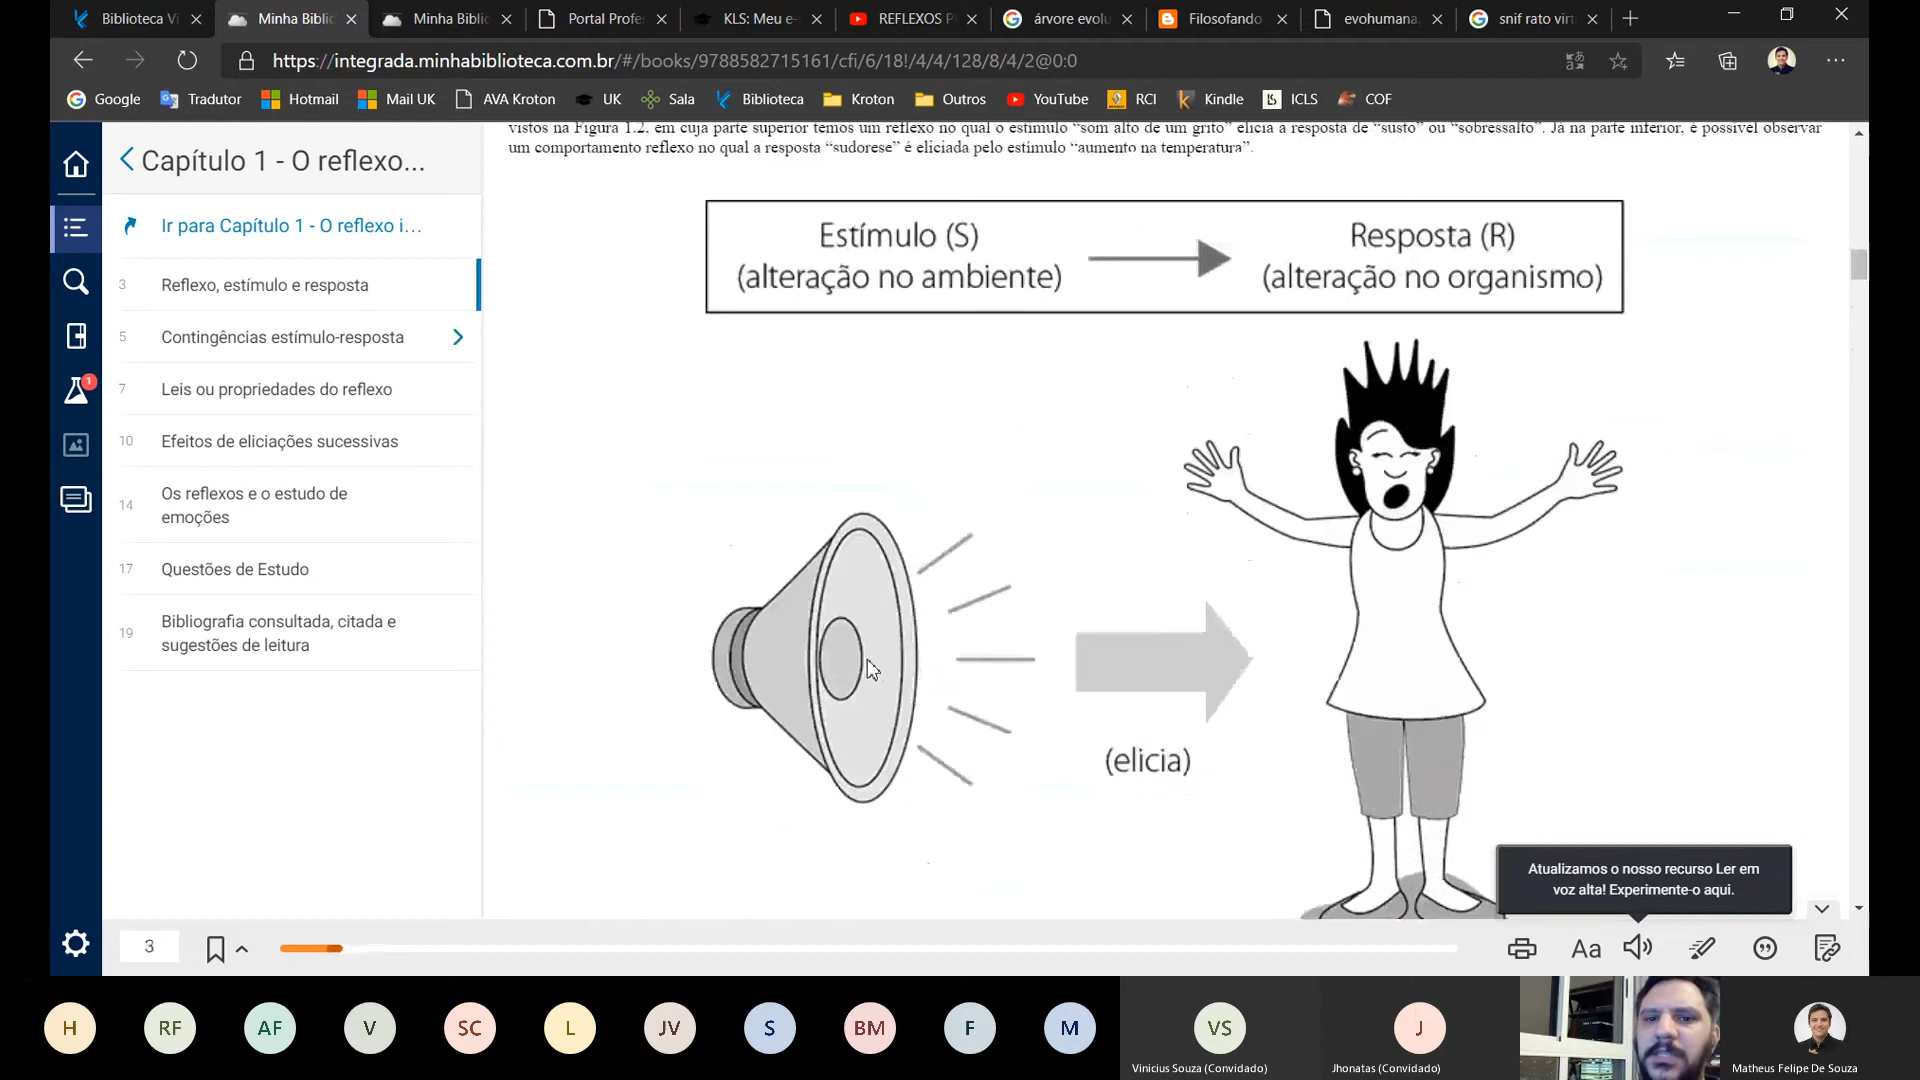 Biblioteca Vi
Minha Biblio
Minha Biblio
Portal Profes
KLS: Meu e-
REFLEXOS P
árvore evolu
Filosofando
evohumana.
snif rato virt
https://integrada.minhabiblioteca.com.br/#/books/9788582715161/cfi/6/18!/4/4/128/8/4/2@0:0
Google
Tradutor
Hotmail
Mail UK
AVA Kroton
UK
Sala
Biblioteca
Kroton
Outros
YouTube
RCI
Kindle
ICLS
COF
Capítulo 1 - O reflexo...
Ir para Capítulo 1 - O reflexo i...
3 Reflexo, estímulo e resposta
5 Contingências estímulo-resposta
7 Leis ou propriedades do reflexo
10 Efeitos de eliciações sucessivas
14 Os reflexos e o estudo de
emoções
17 Questões de Estudo
19 Bibliografia consultada, citada e
sugestões de leitura
1
vistos na Figura 1.2, em cuja parte superior temos um reflexo no qual o estímulo “som alto de um grito” elicia a resposta de “susto” ou “sobressalto”. Já na parte inferior, é possível observar
um comportamento reflexo no qual a resposta “sudorese” é eliciada pelo estímulo “aumento na temperatura”.
Estímulo (S)
(alteração no ambiente)
Resposta (R)
(alteração no organismo)
(elicia)
Atualizamos o nosso recurso Ler em
voz alta! Experimente-o aqui.
3
Aa
H
RF
AF
V
SC
L
JV
S
BM
F
M
VS
J
Vinicius Souza (Convidado)
Jhonatas (Convidado)
Matheus Felipe De Souza